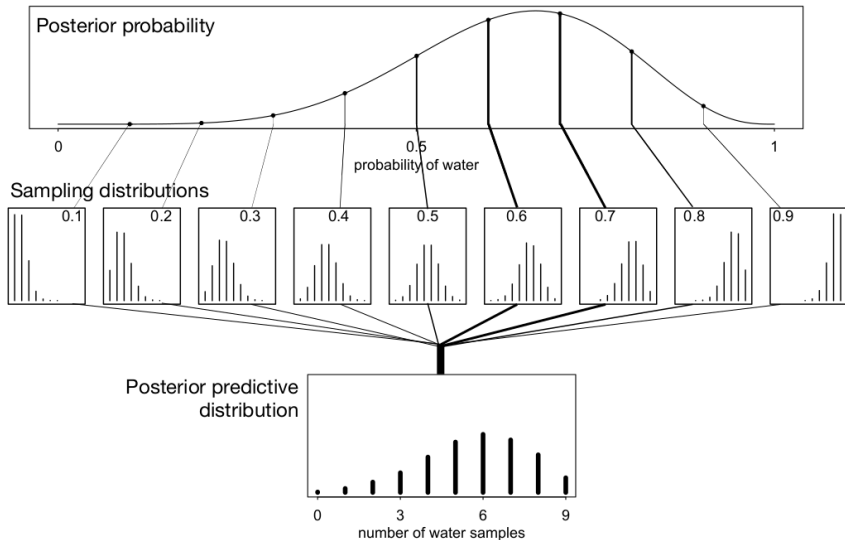 Posterior probability
0 0.5 1
probability of water
Sampling distributions
0.1 0.2 0.3 0.4 0.5 0.6 0.7 0.8 0.9
Posterior predictive
distribution
0 3 6 9
number of water samples